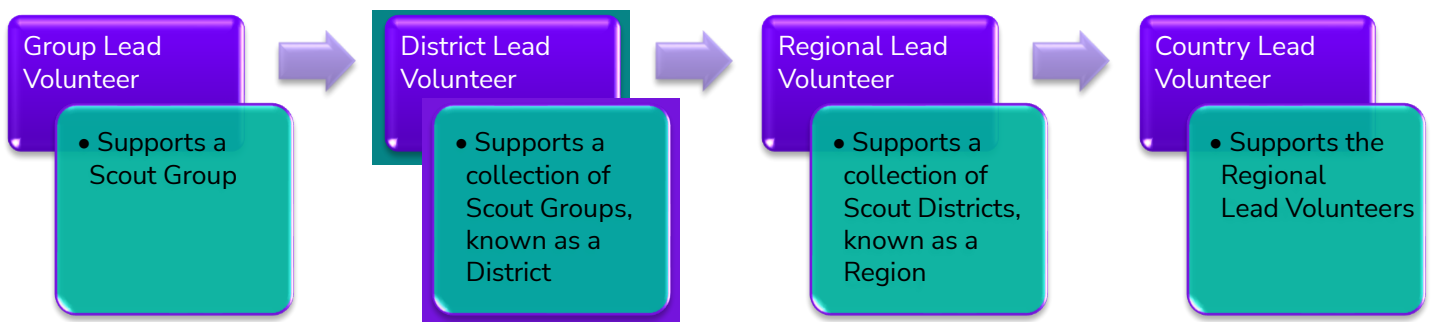 Group Lead
Volunteer
• Supports a
Scout Group
District Lead
Volunteer
• Supports a
collection of
Scout Groups,
known as a
District
Regional Lead
Volunteer
• Supports a
collection of
Scout Districts,
known as a
Region
Country Lead
Volunteer
• Supports the
Regional
Lead Volunteers